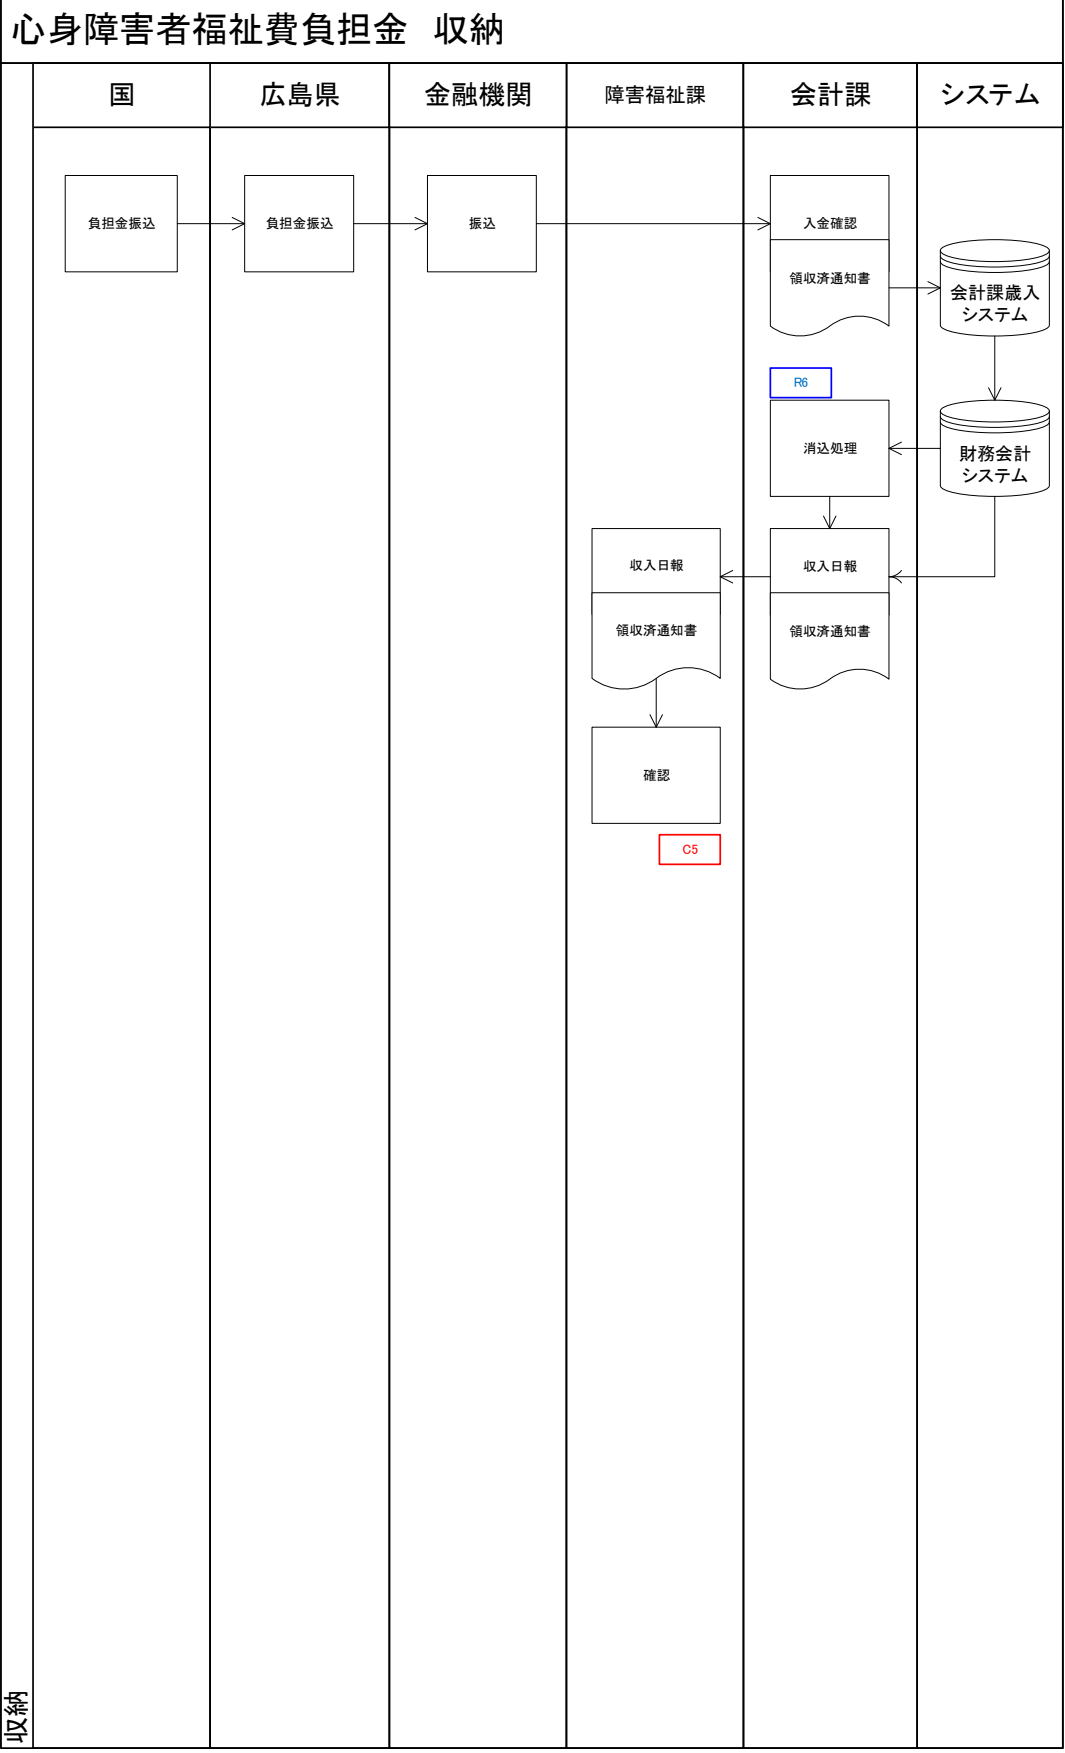 心身障害者福祉費負担金　収納
国
広島県
金融機関
障害福祉課
会計課
システム
負担金振込
負担金振込
振込
入金確認
領収済通知書
会計課歳入
システム
R6
消込処理
財務会計
システム
収入日報
領収済通知書
収入日報
領収済通知書
確認
C5
収納